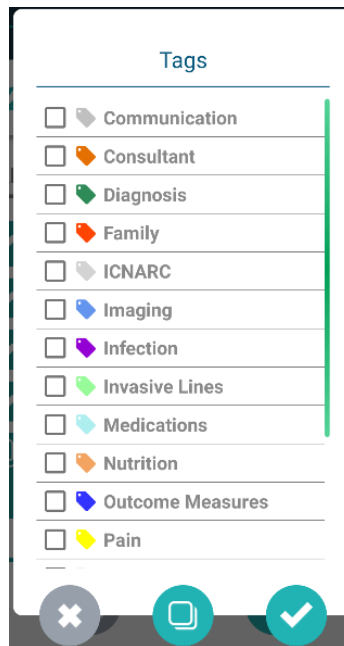 Tags
Communication
Consultant
Diagnosis
Family
ICNARC
Imaging
Infection
Invasive Lines
Medications
Nutrition
Outcome Measures
Pain